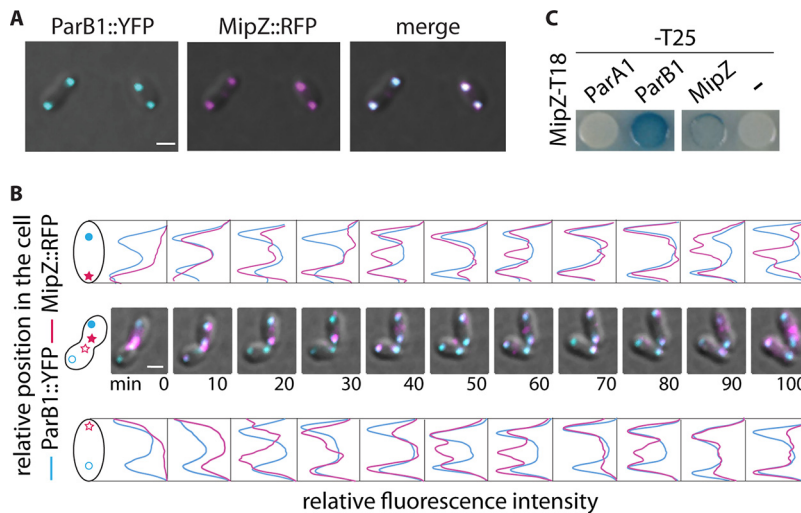 A
ParB1::YFP
MipZ::RFP
merge
C
-T25
MipZ-T18
ParA1
ParB1
MipZ
-
B
relative position in the cell
ParB1::YFP
MipZ::RFP
min
0
10
20
30
40
50
60
70
80
90
100
relative fluorescence intensity